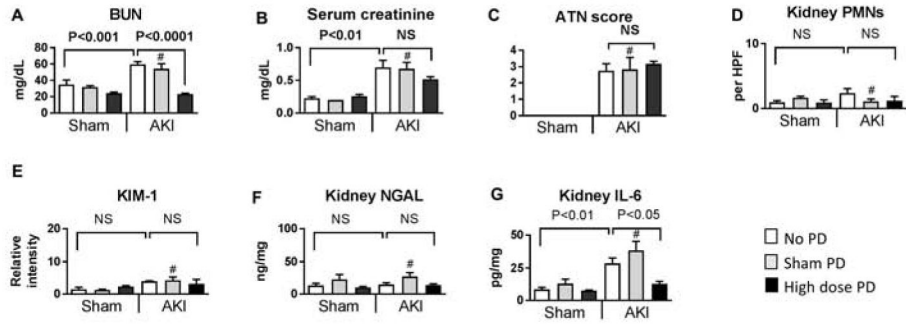 A
BUN
P<0.001 P<0.0001
mg/dL
80
60
40
20
0
#
Sham AKI
B
Serum creatinine
P<0.01 NS
mg/dL
1.0
0.5
0.0
#
Sham AKI
C
ATN score
NS
5
4
3
2
1
0
#
Sham AKI
D
Kidney PMNs
NS NS
per HPF
10
5
0
#
Sham AKI
E
KIM-1
NS NS
Relative
intensity
20
10
0
#
Sham AKI
F
Kidney NGAL
NS NS
ng/mg
100
50
0
#
Sham AKI
G
Kidney IL-6
P<0.01 P<0.05
pg/mg
50
25
0
#
Sham AKI
No PD
Sham PD
High dose PD